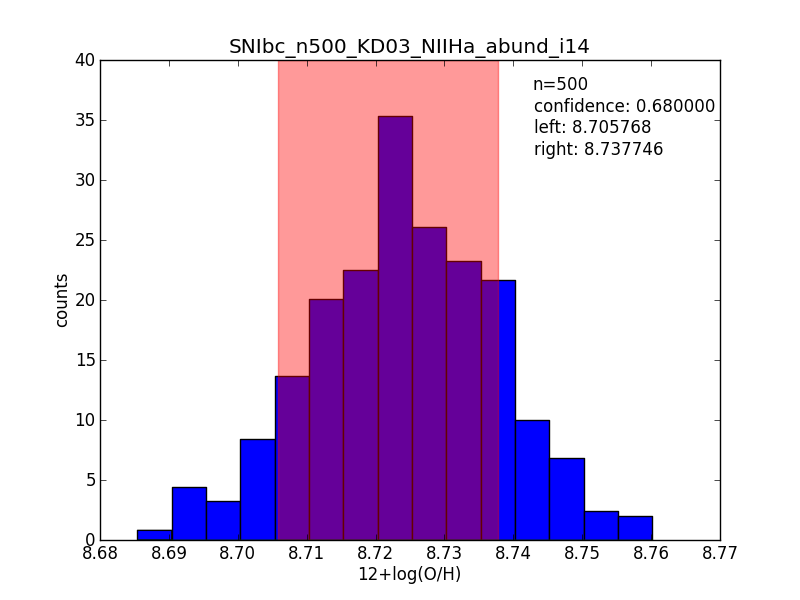 SNIbc_n500_KD03_NIIHa_abund_i14
n=500
confidence: 0.680000
left: 8.705768
right: 8.737746
40
35
30
25
20
15
10
5
0
counts
8.68 8.69 8.70 8.71 8.72 8.73 8.74 8.75 8.76 8.77
12+log(O/H)